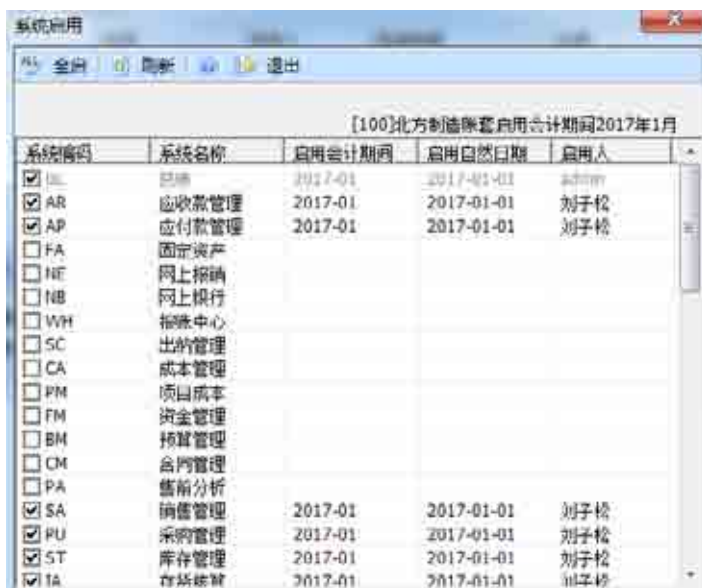 系统启用
全启 刷新 退出
[100]北方制造账套启用会计期间2017年1月
系统编码 系统名称 启用会计期间 启用自然日期 启用人
GL 总账 2017-01 2017-01-01 admin
AR 应收款管理 2017-01 2017-01-01 刘子松
AP 应付款管理 2017-01 2017-01-01 刘子松
FA 固定资产
NE 网上报销
NB 网上银行
WH 报账中心
SC 出纳管理
CA 成本管理
PM 项目成本
FM 资金管理
BM 预算管理
CM 合同管理
PA 售前分析
SA 销售管理 2017-01 2017-01-01 刘子松
PU 采购管理 2017-01 2017-01-01 刘子松
ST 库存管理 2017-01 2017-01-01 刘子松
IA 存货核算 2017-01 2017-01-01 刘子松